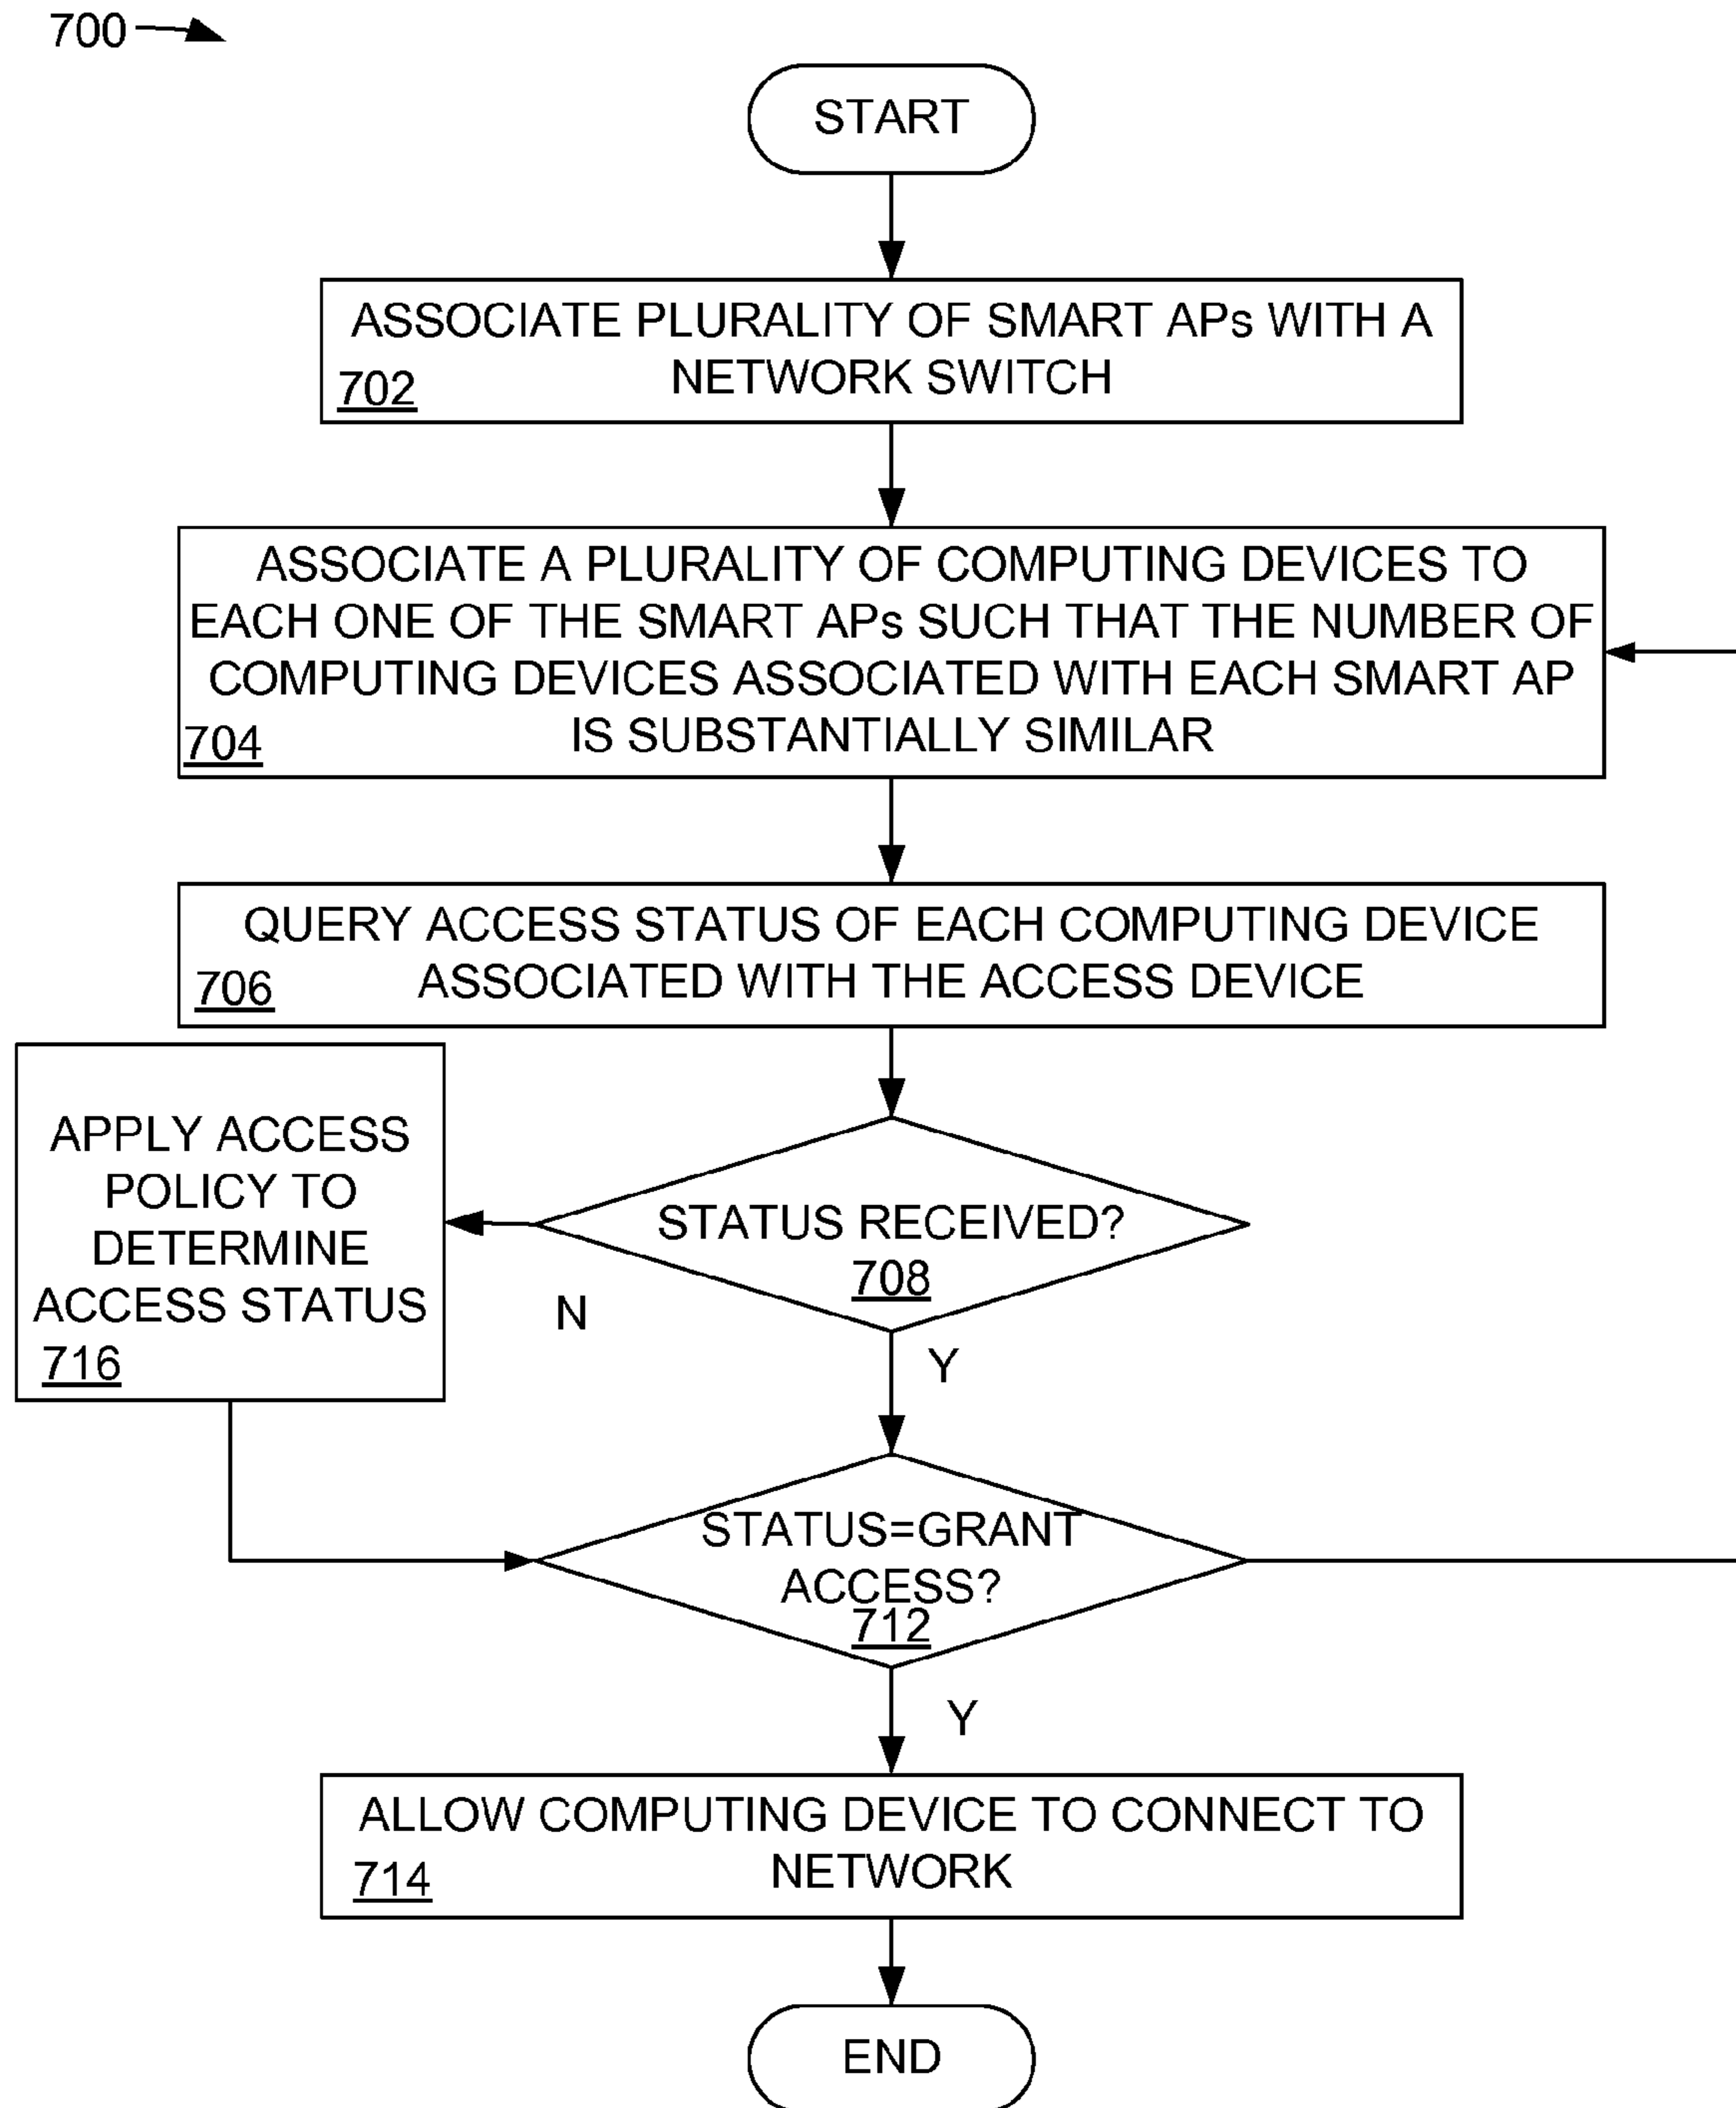 700
START
ASSOCIATE PLURALITY OF SMART APs WITH A
NETWORK SWITCH
702
ASSOCIATE A PLURALITY OF COMPUTING DEVICES TO
EACH ONE OF THE SMART APs SUCH THAT THE NUMBER OF
COMPUTING DEVICES ASSOCIATED WITH EACH SMART AP
IS SUBSTANTIALLY SIMILAR
704
QUERY ACCESS STATUS OF EACH COMPUTING DEVICE
ASSOCIATED WITH THE ACCESS DEVICE
706
APPLY ACCESS
POLICY TO
DETERMINE
ACCESS STATUS
716
STATUS RECEIVED?
708
N
Y
STATUS=GRANT
ACCESS?
712
Y
ALLOW COMPUTING DEVICE TO CONNECT TO
NETWORK
714
END